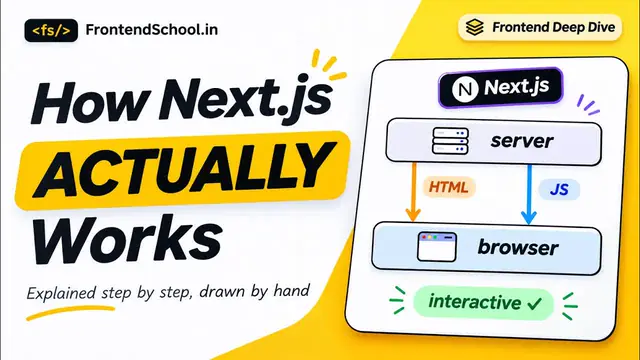 <fs/> FrontendSchool.in
Frontend Deep Dive
How Next.js
ACTUALLY
Works
Explained step by step, drawn by hand
N Next.js
server
HTML
JS
browser
interactive ✓